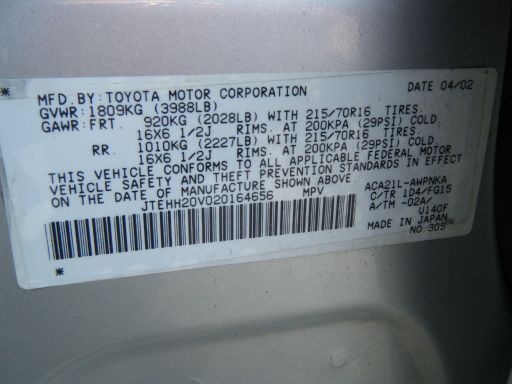 MFD.BY:TOYOTA MOTOR CORPORATION DATE 04/02
GVWR:1809KG (3988LB)
GAWR:FRT. 920KG (2028LB) WITH 215/70R16 TIRES.
16X6 1/2J RIMS. AT 200KPA (29PSI) COLD
RR. 1010KG (2227LB) WITH 215/70R16 TIRES.
16X6 1/2J RIMS. AT 200KPA (29PSI) COLD
THIS VEHICLE CONFORMS TO ALL APPLICABLE FEDERAL MOTOR
VEHICLE SAFETY AND THEFT PREVENTION STANDARDS IN EFFECT
ON THE DATE OF MANUFACTURE SHOWN ABOVE.
JTEHH20V020164656 MPV ACA21L-AWPNKA
C/TR 1D4/FG15
A/TM -02A/
U140F
MADE IN JAPAN
NO.305